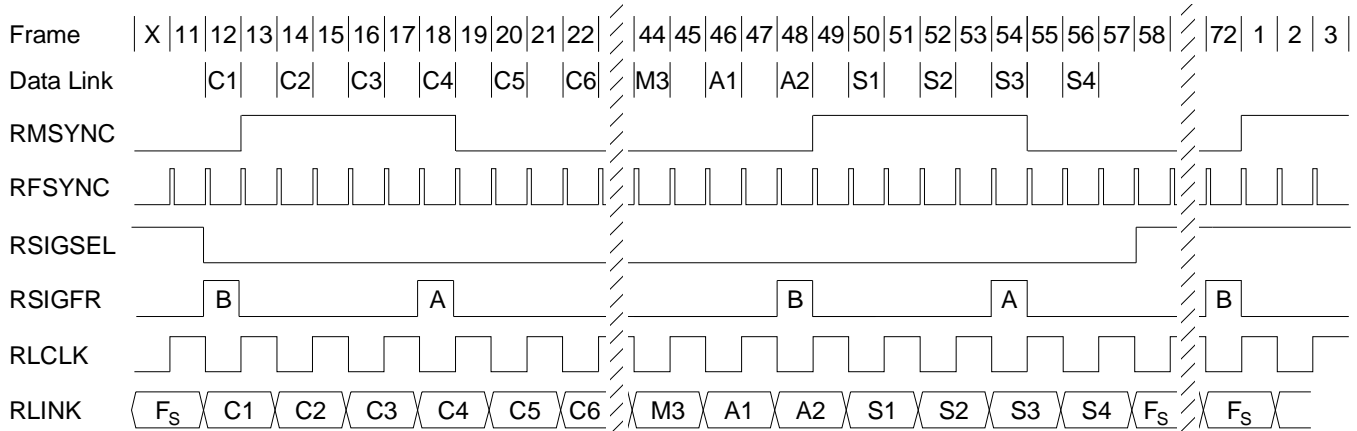 Frame X 11 12 13 14 15 16 17 18 19 20 21 22 44 45 46 47 48 49 50 51 52 53 54 55 56 57 58 72 1 2 3
Data Link C1 C2 C3 C4 C5 C6 M3 A1 A2 S1 S2 S3 S4
RMSYNC
RFSYNC
RSIGSEL
RSIGFR B A B A B
RLCLK
RLINK FS C1 C2 C3 C4 C5 C6 M3 A1 A2 S1 S2 S3 S4 FS FS